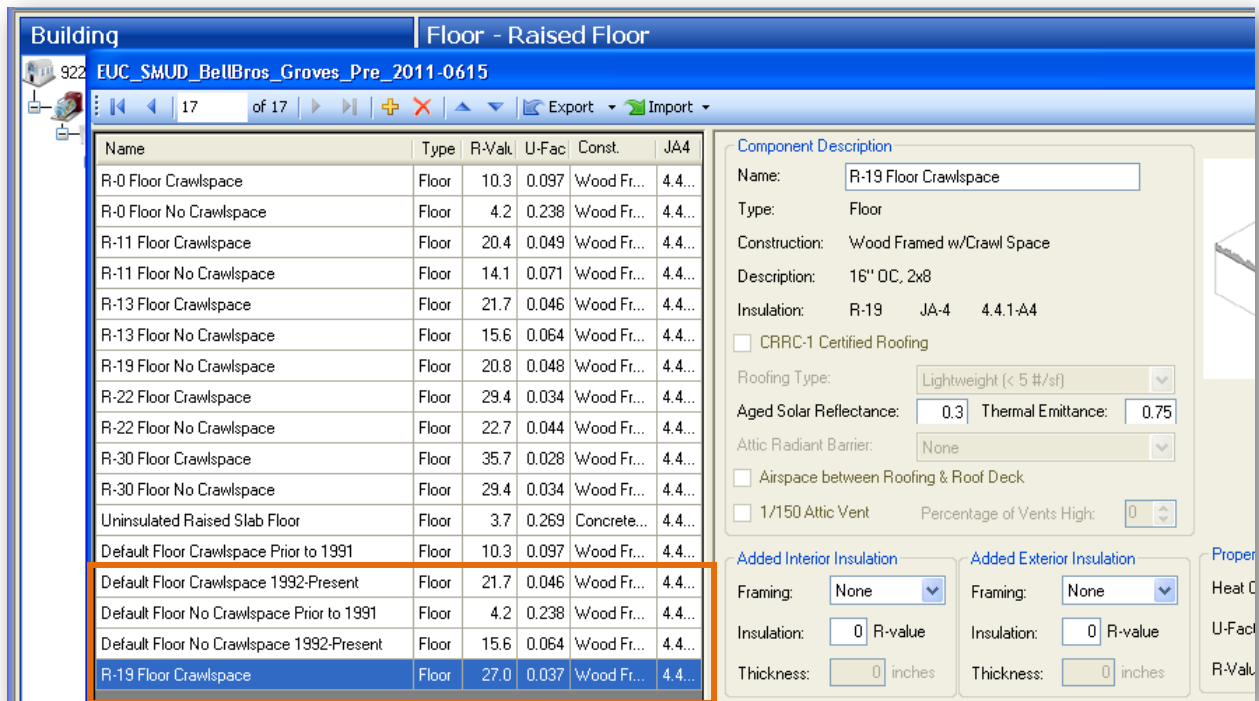 Building
Floor - Raised Floor
922
EUC_SMUD_BellBros_Groves_Pre_2011-0615
17 of 17 Export Import
Name Type R-Valu U-Fac Const. JA4
R-0 Floor Crawlspace Floor 10.3 0.097 Wood Fr... 4.4...
R-0 Floor No Crawlspace Floor 4.2 0.238 Wood Fr... 4.4...
R-11 Floor Crawlspace Floor 20.4 0.049 Wood Fr... 4.4...
R-11 Floor No Crawlspace Floor 14.1 0.071 Wood Fr... 4.4...
R-13 Floor Crawlspace Floor 21.7 0.046 Wood Fr... 4.4...
R-13 Floor No Crawlspace Floor 15.6 0.064 Wood Fr... 4.4...
R-19 Floor No Crawlspace Floor 20.8 0.048 Wood Fr... 4.4...
R-22 Floor Crawlspace Floor 29.4 0.034 Wood Fr... 4.4...
R-22 Floor No Crawlspace Floor 22.7 0.044 Wood Fr... 4.4...
R-30 Floor Crawlspace Floor 35.7 0.028 Wood Fr... 4.4...
R-30 Floor No Crawlspace Floor 29.4 0.034 Wood Fr... 4.4...
Uninsulated Raised Slab Floor Floor 3.7 0.269 Concrete... 4.4...
Default Floor Crawlspace Prior to 1991 Floor 10.3 0.097 Wood Fr... 4.4...
Default Floor Crawlspace 1992-Present Floor 21.7 0.046 Wood Fr... 4.4...
Default Floor No Crawlspace Prior to 1991 Floor 4.2 0.238 Wood Fr... 4.4...
Default Floor No Crawlspace 1992-Present Floor 15.6 0.064 Wood Fr... 4.4...
R-19 Floor Crawlspace Floor 27.0 0.037 Wood Fr... 4.4...
Component Description
Name: R-19 Floor Crawlspace
Type: Floor
Construction: Wood Framed w/Crawl Space
Description: 16" OC, 2x8
Insulation: R-19 JA-4 4.4.1-A4
CRRC-1 Certified Roofing
Roofing Type: Lightweight (< 5 #/sf)
Aged Solar Reflectance: 0.3 Thermal Emittance: 0.75
Attic Radiant Barrier: None
Airspace between Roofing & Roof Deck
1/150 Attic Vent Percentage of Vents High: 0
Added Interior Insulation
Framing: None
Insulation: 0 R-value
Thickness: 0 inches
Added Exterior Insulation
Framing: None
Insulation: 0 R-value
Thickness: 0 inches
Proper
Heat C
U-Fact
R-Valu